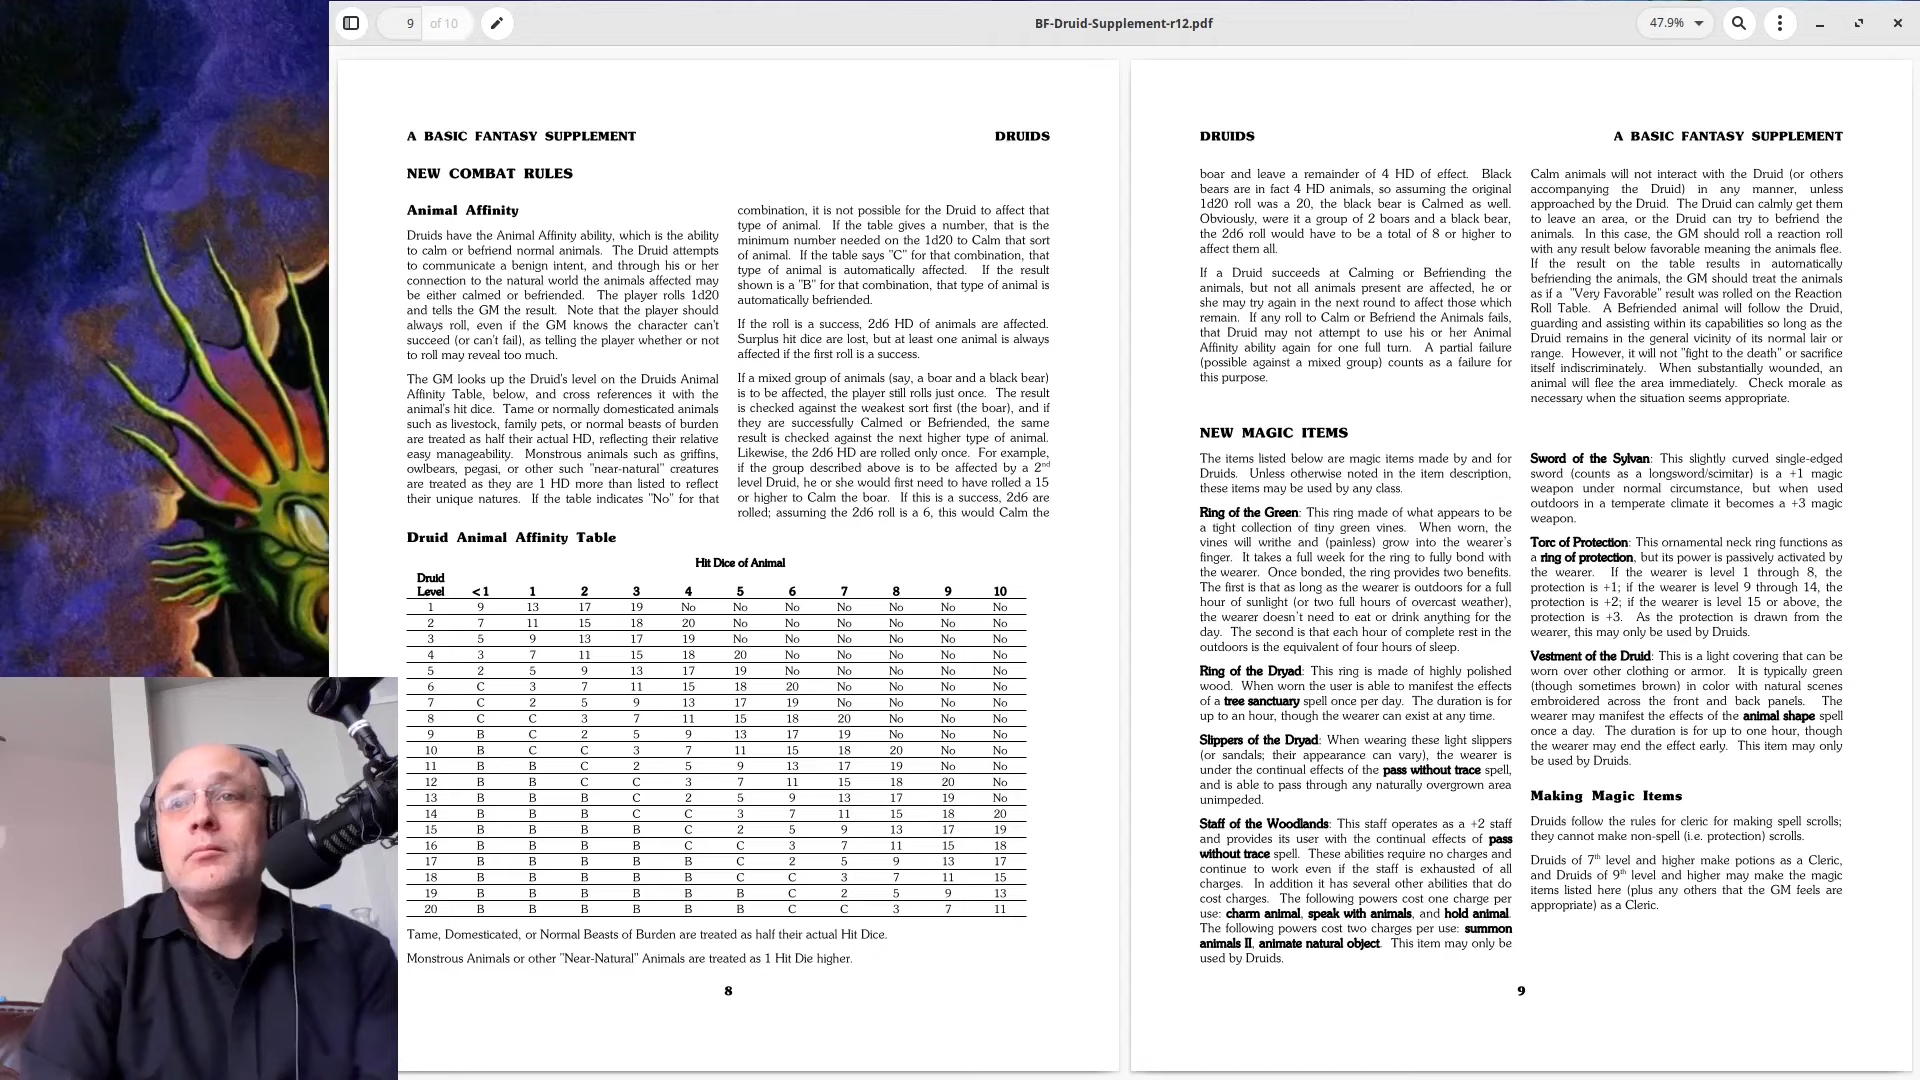 9 of 10
BF-Druid-Supplement-r12.pdf
47.9%
A BASIC FANTASY SUPPLEMENT DRUIDS
NEW COMBAT RULES
Animal Affinity
Druids have the Animal Affinity ability, which is the ability
to calm or befriend normal animals. The Druid attempts
to communicate a benign intent, and through his or her
connection to the natural world the animals affected may
be either calmed or befriended. The player rolls 1d20
and tells the GM the result. Note that the player should
always roll, even if the GM knows the character can't
succeed (or can't fail), as telling the player whether or not
to roll may reveal too much.
The GM looks up the Druid's level on the Druids Animal
Affinity Table, below, and cross references it with the
animal's hit dice. Tame or normally domesticated animals
such as livestock, family pets, or normal beasts of burden
are treated as half their actual HD, reflecting their relative
easy manageability. Monstrous animals such as griffins,
owlbears, pegasi, or other such "near-natural" creatures
are treated as they are 1 HD more than listed to reflect
their unique natures. If the table indicates "No" for that
combination, it is not possible for the Druid to affect that
type of animal. If the table gives a number, that is the
minimum number needed on the 1d20 to Calm that sort
of animal. If the table says "C" for that combination, that
type of animal is automatically affected. If the result
shown is a "B" for that combination, that type of animal is
automatically befriended.
If the roll is a success, 2d6 HD of animals are affected.
Surplus hit dice are lost, but at least one animal is always
affected if the first roll is a success.
If a mixed group of animals (say, a boar and a black bear)
is to be affected, the player still rolls just once. The result
is checked against the weakest sort first (the boar), and if
they are successfully Calmed or Befriended, the same
result is checked against the next higher type of animal.
Likewise, the 2d6 HD are rolled only once. For example,
if the group described above is to be affected by a 2nd
level Druid, he or she would first need to have rolled a 15
or higher to Calm the boar. If this is a success, 2d6 are
rolled; assuming the 2d6 roll is a 6, this would Calm the
Druid Animal Affinity Table
Hit Dice of Animal
Druid
Level <1 1 2 3 4 5 6 7 8 9 10
1 9 13 17 19 No No No No No No No
2 7 11 15 18 20 No No No No No No
3 5 9 13 17 19 No No No No No No
4 3 7 11 15 18 20 No No No No No
5 2 5 9 13 17 19 No No No No No
6 C 3 7 11 15 18 20 No No No No
7 C 2 5 9 13 17 19 No No No No
8 C C 3 7 11 15 18 20 No No No
9 B C 2 5 9 13 17 19 No No No
10 B C C 3 7 11 15 18 20 No No
11 B B C 2 5 9 13 17 19 No No
12 B B C C 3 7 11 15 18 20 No
13 B B B C 2 5 9 13 17 19 No
14 B B B C C 3 7 11 15 18 20
15 B B B B C 2 5 9 13 17 19
16 B B B B C C 3 7 11 15 18
17 B B B B B C 2 5 9 13 17
18 B B B B B C C 3 7 11 15
19 B B B B B B C 2 5 9 13
20 B B B B B B C C 3 7 11
Tame, Domesticated, or Normal Beasts of Burden are treated as half their actual Hit Dice.
Monstrous Animals or other "Near-Natural" Animals are treated as 1 Hit Die higher.
8
DRUIDS A BASIC FANTASY SUPPLEMENT
boar and leave a remainder of 4 HD of effect. Black
bears are in fact 4 HD animals, so assuming the original
1d20 roll was a 20, the black bear is Calmed as well.
Obviously, were it a group of 2 boars and a black bear,
the 2d6 roll would have to be a total of 8 or higher to
affect them all.
If a Druid succeeds at Calming or Befriending the
animals, but not all animals present are affected, he or
she may try again in the next round to affect those which
remain. If any roll to Calm or Befriend the Animals fails,
that Druid may not attempt to use his or her Animal
Affinity ability again for one full turn. A partial failure
(possible against a mixed group) counts as a failure for
this purpose.
Calm animals will not interact with the Druid (or others
accompanying the Druid) in any manner, unless
approached by the Druid. The Druid can calmly get them
to leave an area, or the Druid can try to befriend the
animals. In this case, the GM should roll a reaction roll
with any result below favorable meaning the animals flee.
If the result on the table results in automatically
befriending the animals, the GM should treat the animals
as if a "Very Favorable" result was rolled on the Reaction
Roll Table. A Befriended animal will follow the Druid,
guarding and assisting within its capabilities so long as the
Druid remains in the general vicinity of its normal lair or
range. However, it will not "fight to the death" or sacrifice
itself indiscriminately. When substantially wounded, an
animal will flee the area immediately. Check morale as
necessary when the situation seems appropriate.
NEW MAGIC ITEMS
The items listed below are magic items made by and for
Druids. Unless otherwise noted in the item description,
these items may be used by any class.
Ring of the Green: This ring made of what appears to be
a tight collection of tiny green vines. When worn, the
vines will writhe and (painless) grow into the wearer's
finger. It takes a full week for the ring to fully bond with
the wearer. Once bonded, the ring provides two benefits.
The first is that as long as the wearer is outdoors for a full
hour of sunlight (or two full hours of overcast weather),
the wearer doesn't need to eat or drink anything for the
day. The second is that each hour of complete rest in the
outdoors is the equivalent of four hours of sleep.
Ring of the Dryad: This ring is made of highly polished
wood. When worn the user is able to manifest the effects
of a tree sanctuary spell once per day. The duration is for
up to an hour, though the wearer can exist at any time.
Slippers of the Dryad: When wearing these light slippers
(or sandals; their appearance can vary), the wearer is
under the continual effects of the pass without trace spell,
and is able to pass through any naturally overgrown area
unimpeded.
Staff of the Woodlands: This staff operates as a +2 staff
and provides its user with the continual effects of pass
without trace spell. These abilities require no charges and
continue to work even if the staff is exhausted of all
charges. In addition it has several other abilities that do
cost charges. The following powers cost one charge per
use: charm animal, speak with animals, and hold animal.
The following powers cost two charges per use: summon
animals II, animate natural object. This item may only be
used by Druids.
Sword of the Sylvan: This slightly curved single-edged
sword (counts as a longsword/scimitar) is a +1 magic
weapon under normal circumstance, but when used
outdoors in a temperate climate it becomes a +3 magic
weapon.
Torc of Protection: This ornamental neck ring functions as
a ring of protection, but its power is passively activated by
the wearer. If the wearer is level 1 through 8, the
protection is +1; if the wearer is level 9 through 14, the
protection is +2; if the wearer is level 15 or above, the
protection is +3. As the protection is drawn from the
wearer, this may only be used by Druids.
Vestment of the Druid: This is a light covering that can be
worn over other clothing or armor. It is typically green
(though sometimes brown) in color with natural scenes
embroidered across the front and back panels. The
wearer may manifest the effects of the animal shape spell
once a day. The duration is for up to one hour, though
the wearer may end the effect early. This item may only
be used by Druids.
Making Magic Items
Druids follow the rules for cleric for making spell scrolls;
they cannot make non-spell (i.e. protection) scrolls.
Druids of 7th level and higher make potions as a Cleric,
and Druids of 9th level and higher may make the magic
items listed here (plus any others that the GM feels are
appropriate) as a Cleric.
9